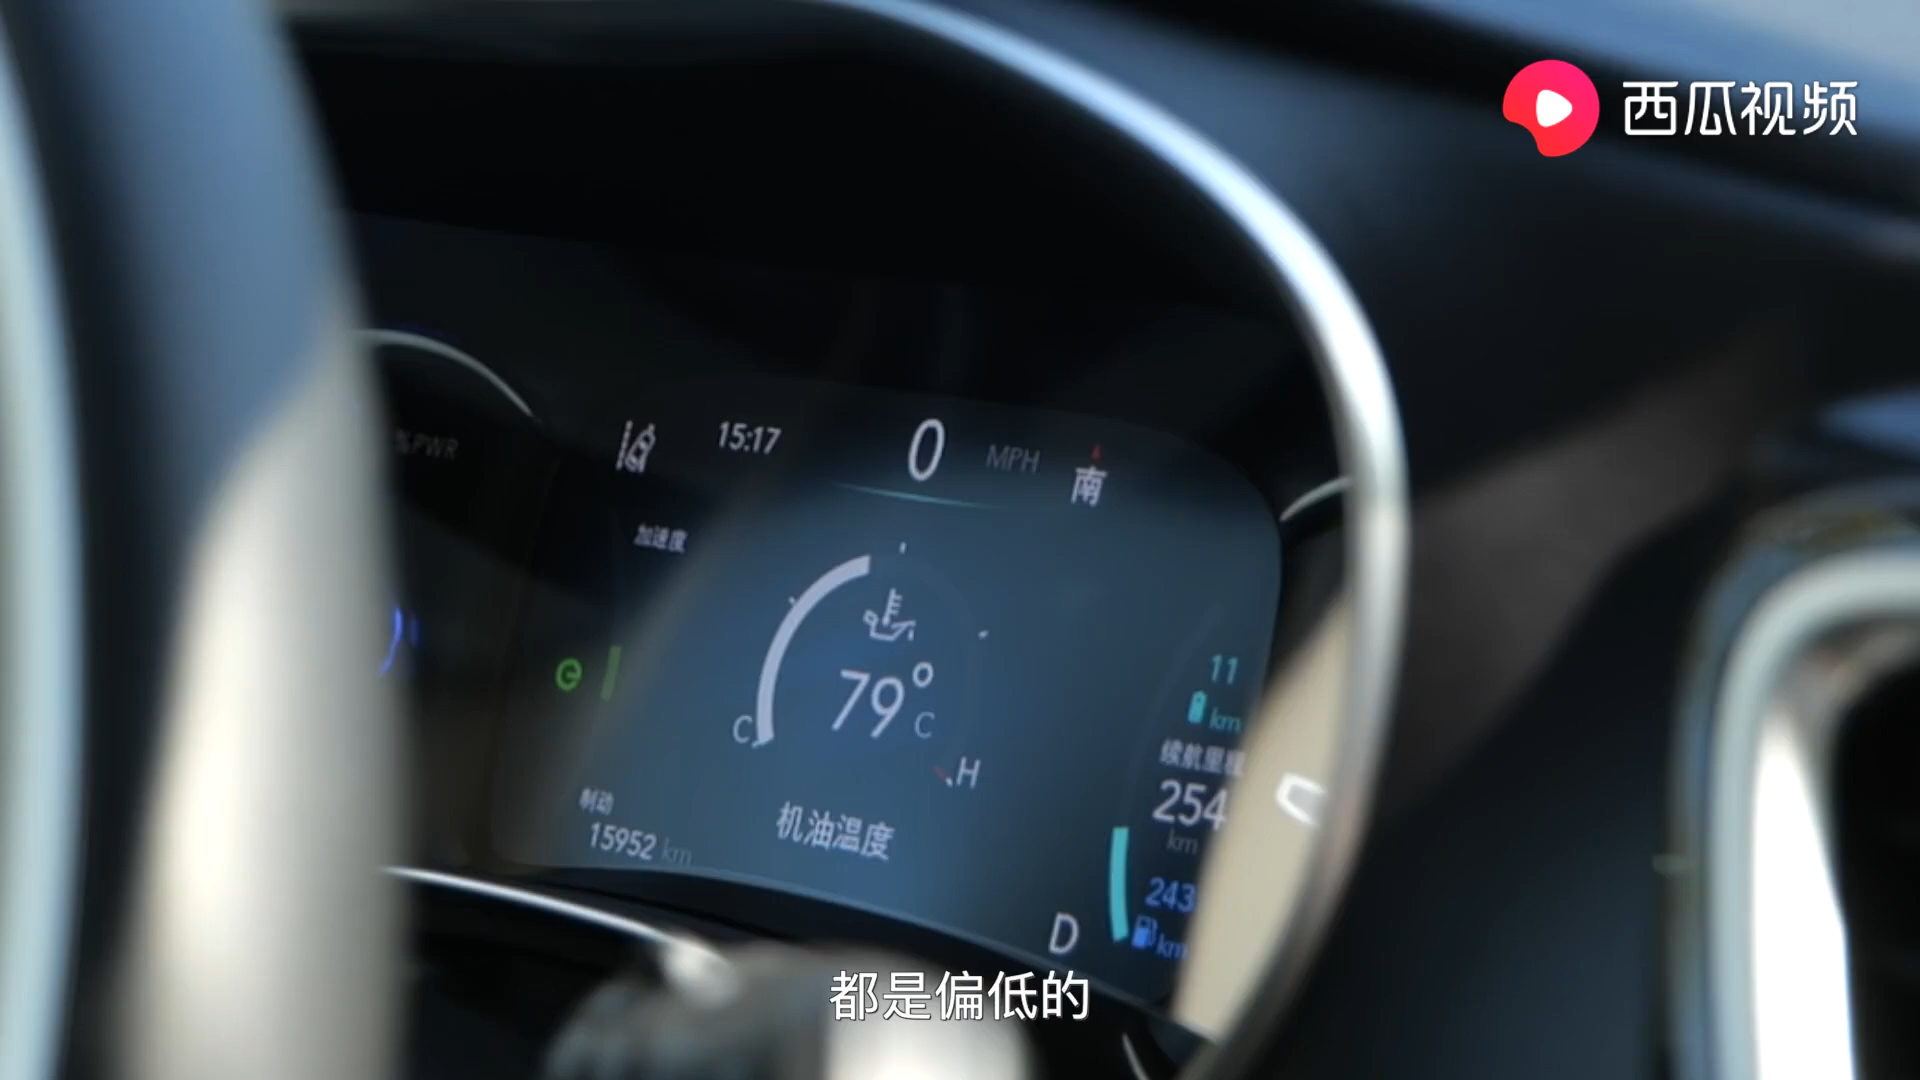 西瓜视频
%PWR
15:17
0
MPH
南
加速度
79°C
C
H
机油温度
制动
15952 km
11
km
续航里程
254
km
243
km
D
都是偏低的